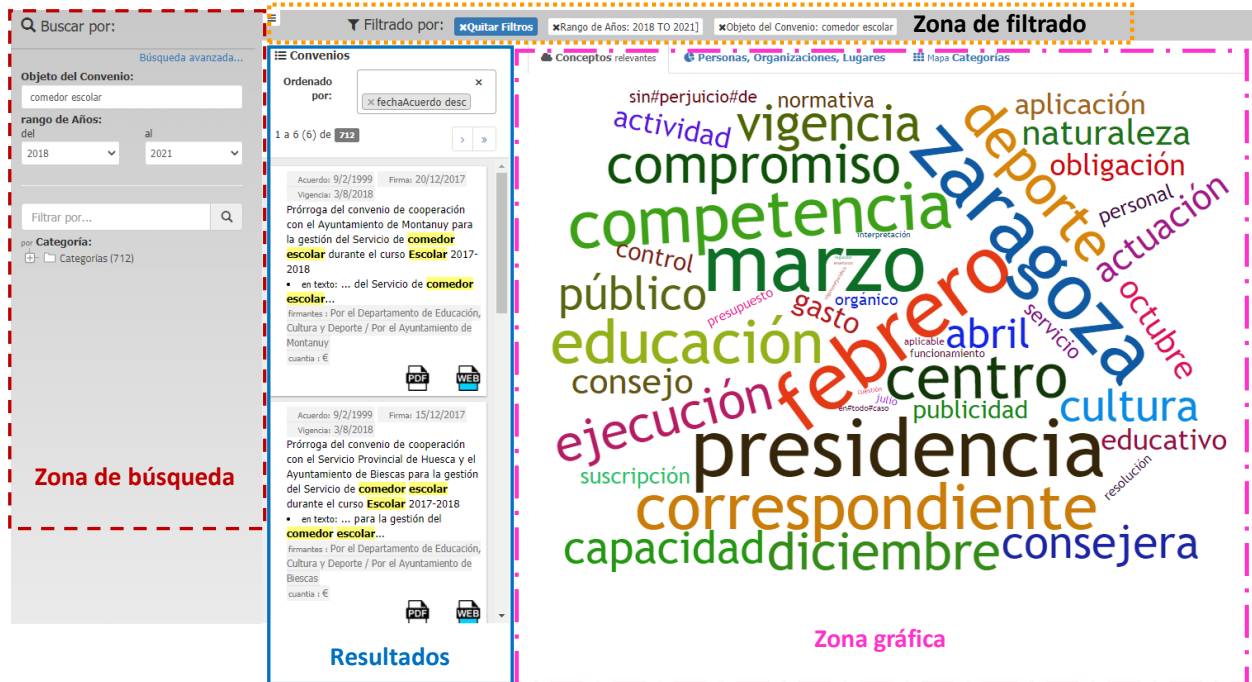 Buscar por:
Filtrado por:
×Quitar Filtros
×Rango de Años: 2018 TO 2021]
×Objeto del Convenio: comedor escolar
Zona de filtrado
Búsqueda avanzada...
Objeto del Convenio:
comedor escolar
rango de Años:
del
al
2018
2021
Filtrar por...
por Categoría:
Categorías (712)
Zona de búsqueda
Convenios
Ordenado
por:
×
× fechaAcuerdo desc
1 a 6 (6) de 712
› »
Acuerdo: 9/2/1999 Firma: 20/12/2017
Vigencia: 3/8/2018
Prórroga del convenio de cooperación
con el Ayuntamiento de Montanuy para
la gestión del Servicio de comedor
escolar durante el curso Escolar 2017-
2018
• en texto: ... del Servicio de comedor
escolar...
firmantes : Por el Departamento de Educación,
Cultura y Deporte / Por el Ayuntamiento de
Montanuy
cuantia : €
PDF WEB
Acuerdo: 9/2/1999 Firma: 15/12/2017
Vigencia: 3/8/2018
Prórroga del convenio de cooperación
con el Servicio Provincial de Huesca y el
Ayuntamiento de Biescas para la gestión
del Servicio de comedor escolar
durante el curso Escolar 2017-2018
• en texto: ... para la gestión del
comedor escolar...
firmantes : Por el Departamento de Educación,
Cultura y Deporte / Por el Ayuntamiento de
Biescas
cuantia : €
PDF WEB
Resultados
Conceptos relevantes
Personas, Organizaciones, Lugares
Mapa Categorías
sin#perjuicio#de
normativa
actividad
vigencia
deporte
aplicación
naturaleza
obligación
compromiso
zaragoza
personal
actuación
competencia
interpretación
control
marzo
público
presupuesto
gasto
orgánico
febrero
servicio
octubre
educación
abril
aplicable
funcionamiento
consejo
centro
cuestión
julio
en#todo#caso
publicidad
cultura
ejecución
presidencia
educativo
suscripción
resolución
correspondiente
capacidad
diciembre
consejera
Zona gráfica